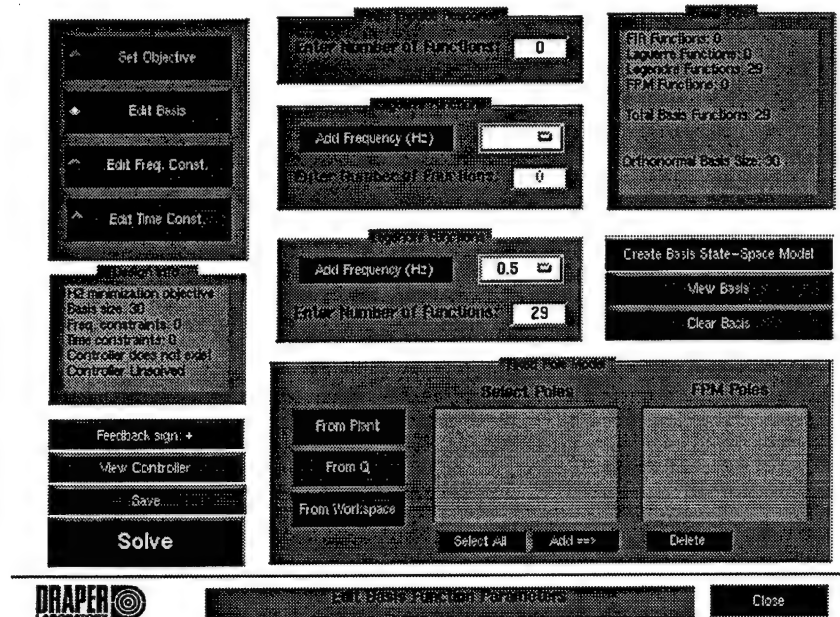 Set Objective
Edit Basis
Edit Freq. Const.
Edit Time Const.
Design Info
H2 minimization objective
Basis size: 30
Freq. constraints: 0
Time constraints: 0
Controller does not exist
Controller Unsolved
Feedback sign: +
View Controller
Save
Solve
Enter Number of Functions: 0
Add Frequency (Hz)
Enter Number of Functions: 0
Legendre Functions
Add Frequency (Hz) 0.5
Enter Number of Functions: 29
FIR Functions: 0
Laguerre Functions: 0
Legendre Functions: 29
FPM Functions: 0
Total Basis Functions: 29
Orthonormal Basis Size: 30
Create Basis State-Space Model
View Basis
Clear Basis
Fixed Pole Model
Select Poles
FPM Poles
From Plant
From Q
From Workspace
Select All
Add ==>
Delete
DRAPER
Edit Basis Function Parameters
Close